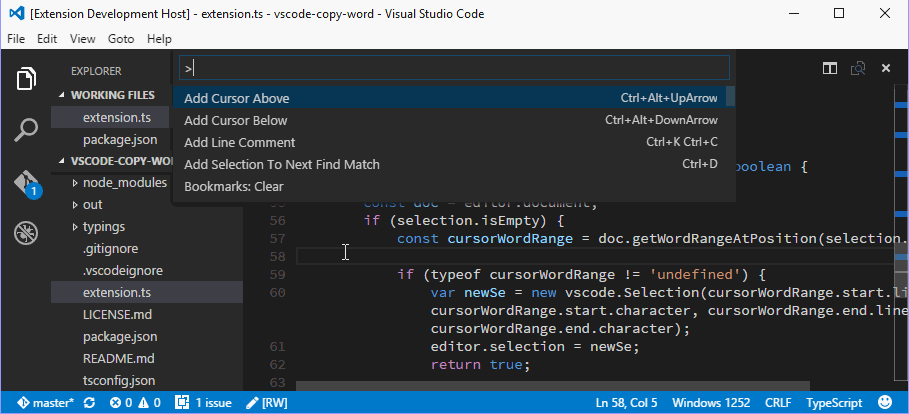 [Extension Development Host] - extension.ts - vscode-copy-word - Visual Studio Code
File Edit View Goto Help
EXPLORER
WORKING FILES
extension.ts
package.json
VSCODE-COPY-WO
node_modules
out
typings
.gitignore
.vscodeignore
extension.ts
LICENSE.md
package.json
README.md
tsconfig.json
1
>
Add Cursor Above Ctrl+Alt+UpArrow
Add Cursor Below Ctrl+Alt+DownArrow
Add Line Comment Ctrl+K Ctrl+C
Add Selection To Next Find Match Ctrl+D
Bookmarks: Clear
boolean {
const doc = editor.document;
56 if (selection.isEmpty) {
57 const cursorWordRange = doc.getWordRangeAtPosition(selection.
58
59 if (typeof cursorWordRange != 'undefined') {
60 var newSe = new vscode.Selection(cursorWordRange.start.li
cursorWordRange.start.character, cursorWordRange.end.line
cursorWordRange.end.character);
61 editor.selection = newSe;
62 return true;
63
master* 0 0 1 issue [RW] Ln 58, Col 5 Windows 1252 CRLF TypeScript